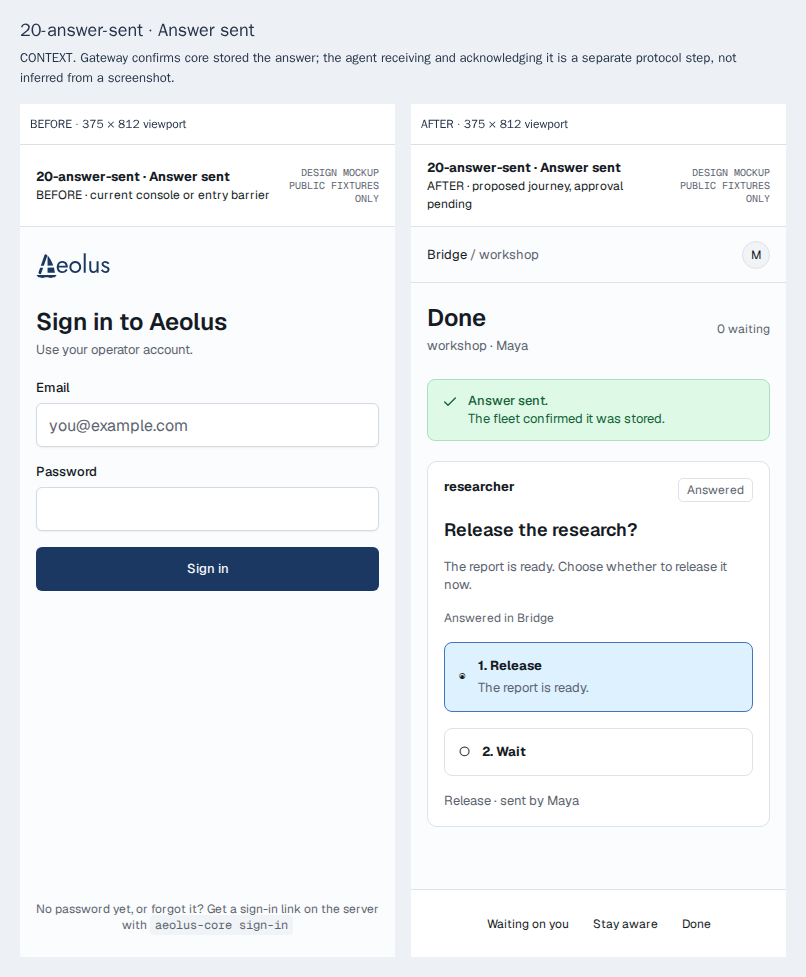 20-answer-sent · Answer sent
CONTEXT. Gateway confirms core stored the answer; the agent receiving and acknowledging it is a separate protocol step, not
inferred from a screenshot.
BEFORE · 375 × 812 viewport
20-answer-sent · Answer sent
BEFORE · current console or entry barrier
DESIGN MOCKUP
PUBLIC FIXTURES
ONLY
Aeolus
Sign in to Aeolus
Use your operator account.
Email
you@example.com
Password
Sign in
No password yet, or forgot it? Get a sign-in link on the server
with aeolus-core sign-in
AFTER · 375 × 812 viewport
20-answer-sent · Answer sent
AFTER · proposed journey, approval
pending
DESIGN MOCKUP
PUBLIC FIXTURES
ONLY
Bridge / workshop
M
Done
workshop · Maya
0 waiting
Answer sent.
The fleet confirmed it was stored.
researcher
Answered
Release the research?
The report is ready. Choose whether to release it
now.
Answered in Bridge
1. Release
The report is ready.
2. Wait
Release · sent by Maya
Waiting on you
Stay aware
Done